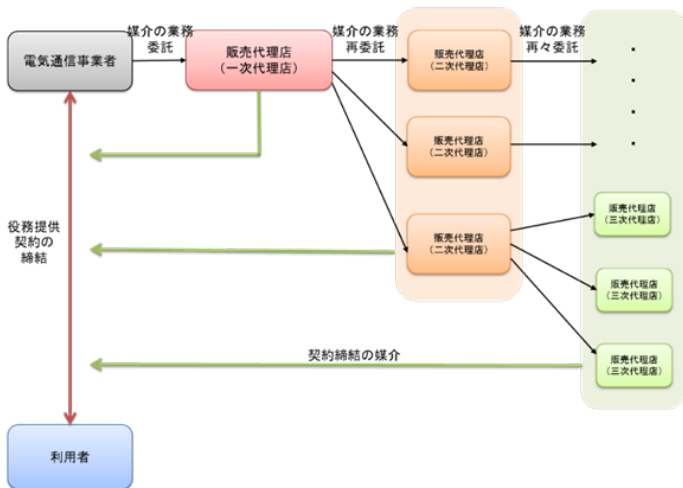 媒介の業務
委託
媒介の業務
再委託
媒介の業務
再々委託
電気通信事業者
販売代理店
（一次代理店）
販売代理店
（二次代理店）
販売代理店
（二次代理店）
販売代理店
（二次代理店）
販売代理店
（三次代理店）
販売代理店
（三次代理店）
販売代理店
（三次代理店）
役務提供
契約の
締結
契約締結の媒介
利用者